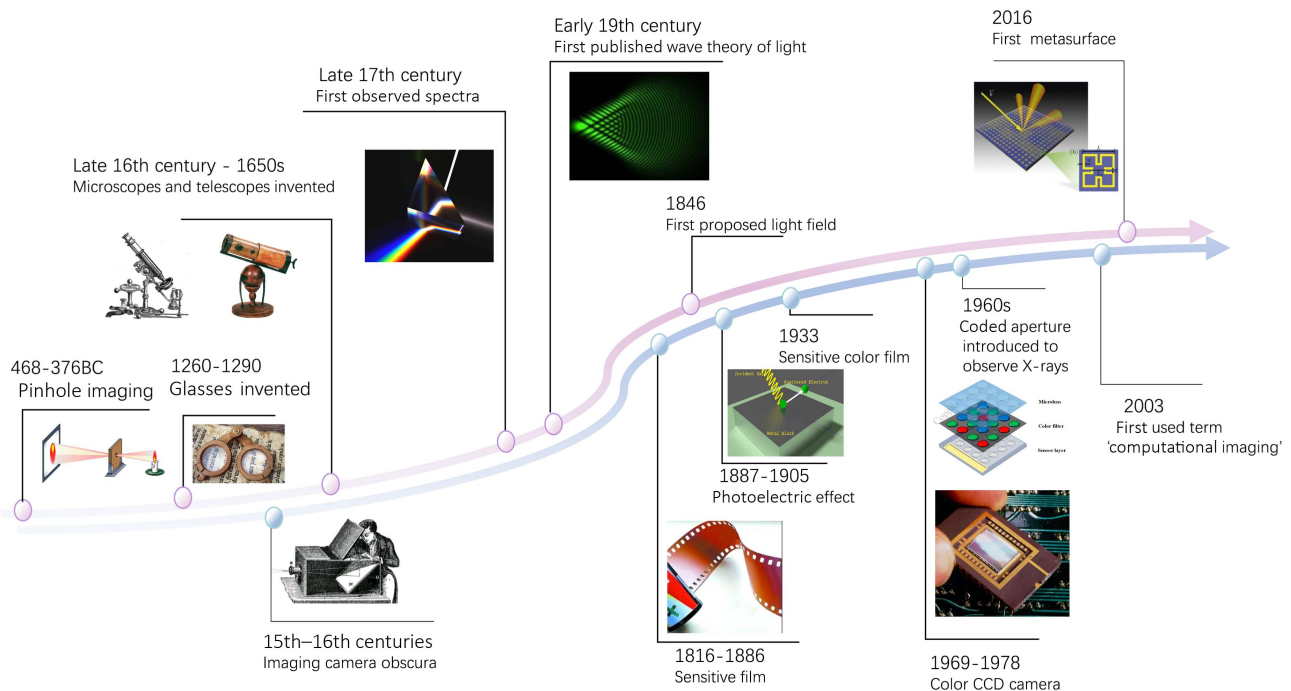 2016
First metasurface
Early 19th century
First published wave theory of light
Late 17th century
First observed spectra
Late 16th century - 1650s
Microscopes and telescopes invented
1846
First proposed light field
468-376BC
Pinhole imaging
1260-1290
Glasses invented
1933
Sensitive color film
Scattered Electron
Metal Block
1960s
Coded aperture
introduced to
observe X-rays
Microlens
Color filter
Sensor layer
2003
First used term
‘computational imaging’
1887-1905
Photoelectric effect
15th–16th centuries
Imaging camera obscura
1816-1886
Sensitive film
1969-1978
Color CCD camera